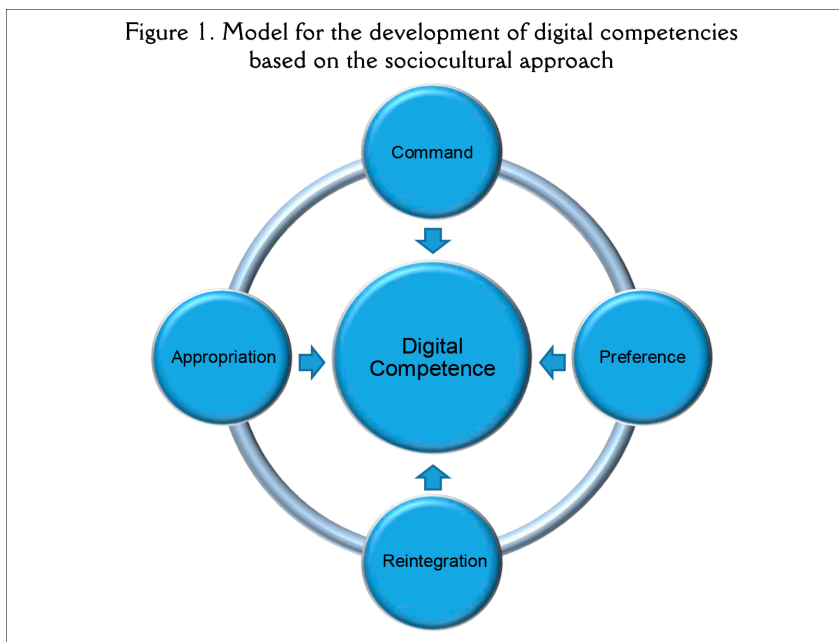 Figure 1. Model for the development of digital competencies
based on the sociocultural approach
Command
Appropriation
Digital
Competence
Preference
Reintegration